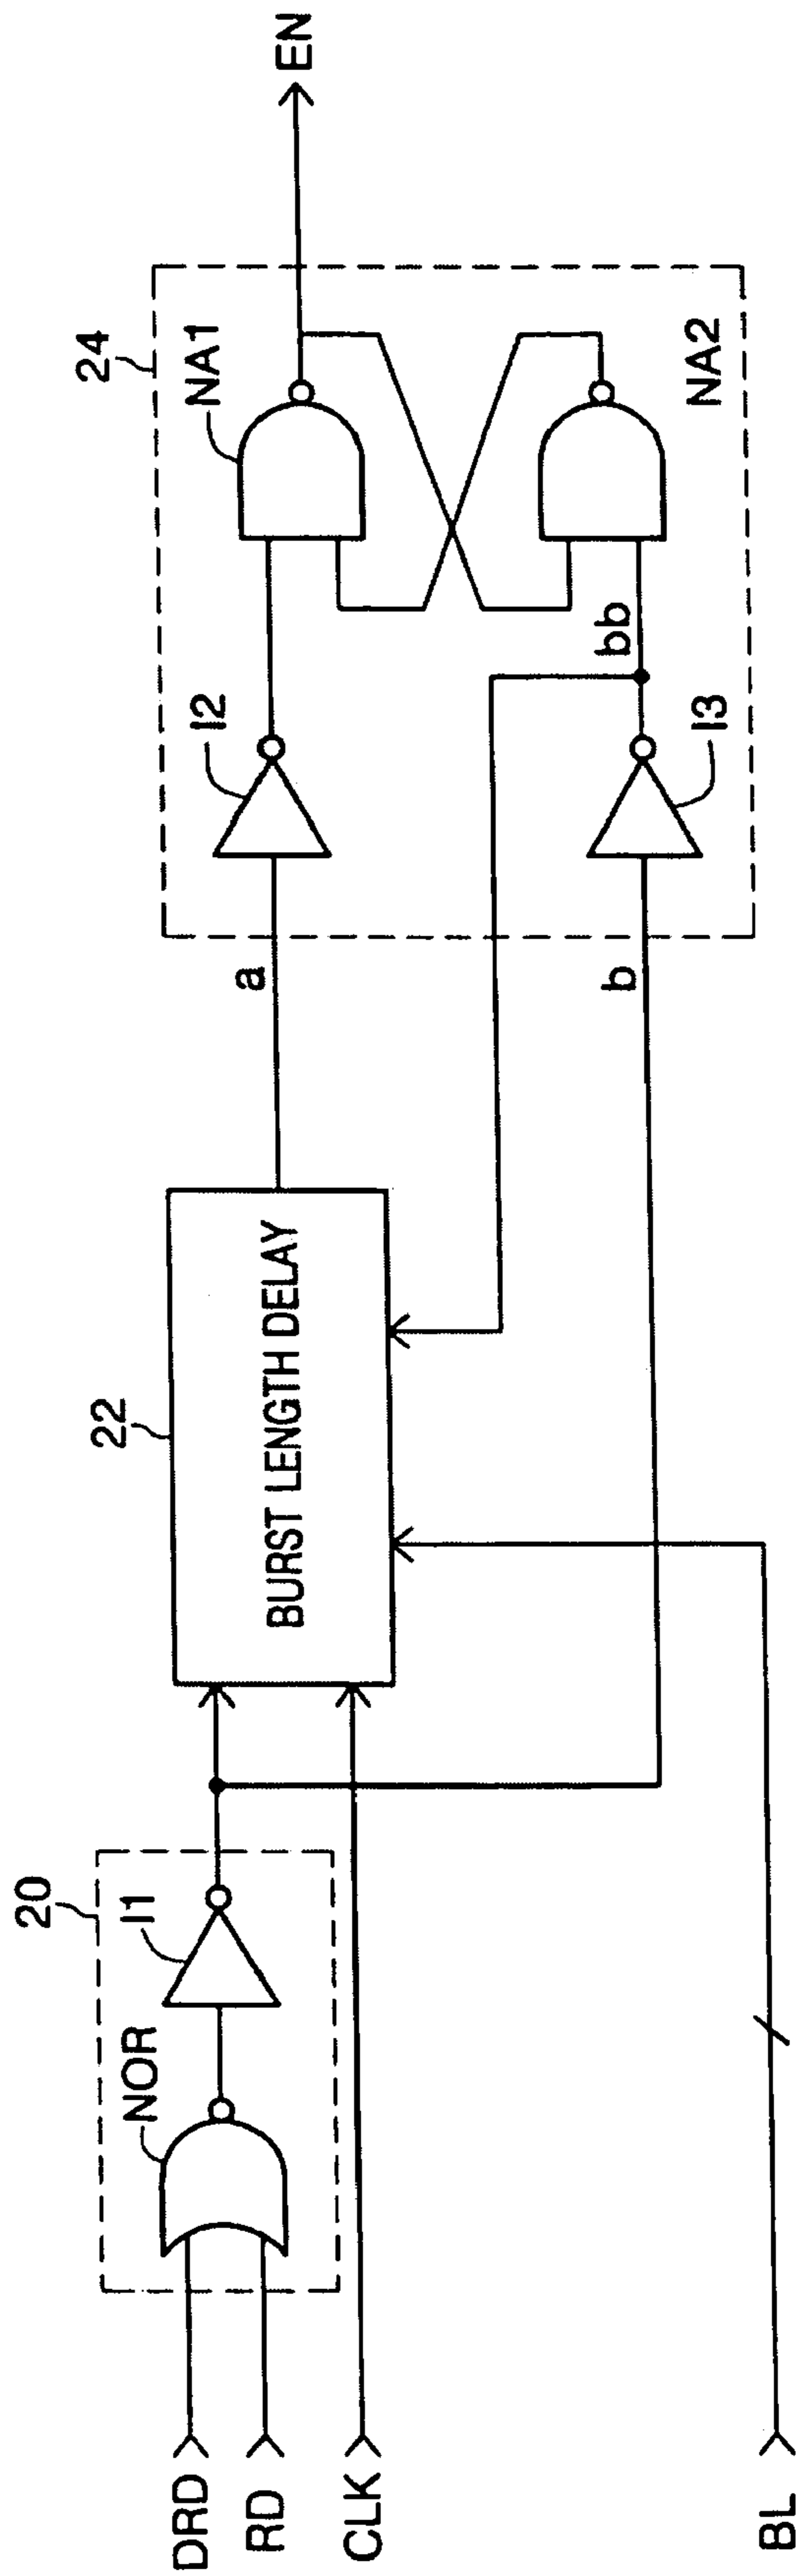 DRD
RD
CLK
BL
20
NOR
I1
22
BURST LENGTH DELAY
a
b
24
I2
I3
bb
NA1
NA2
EN